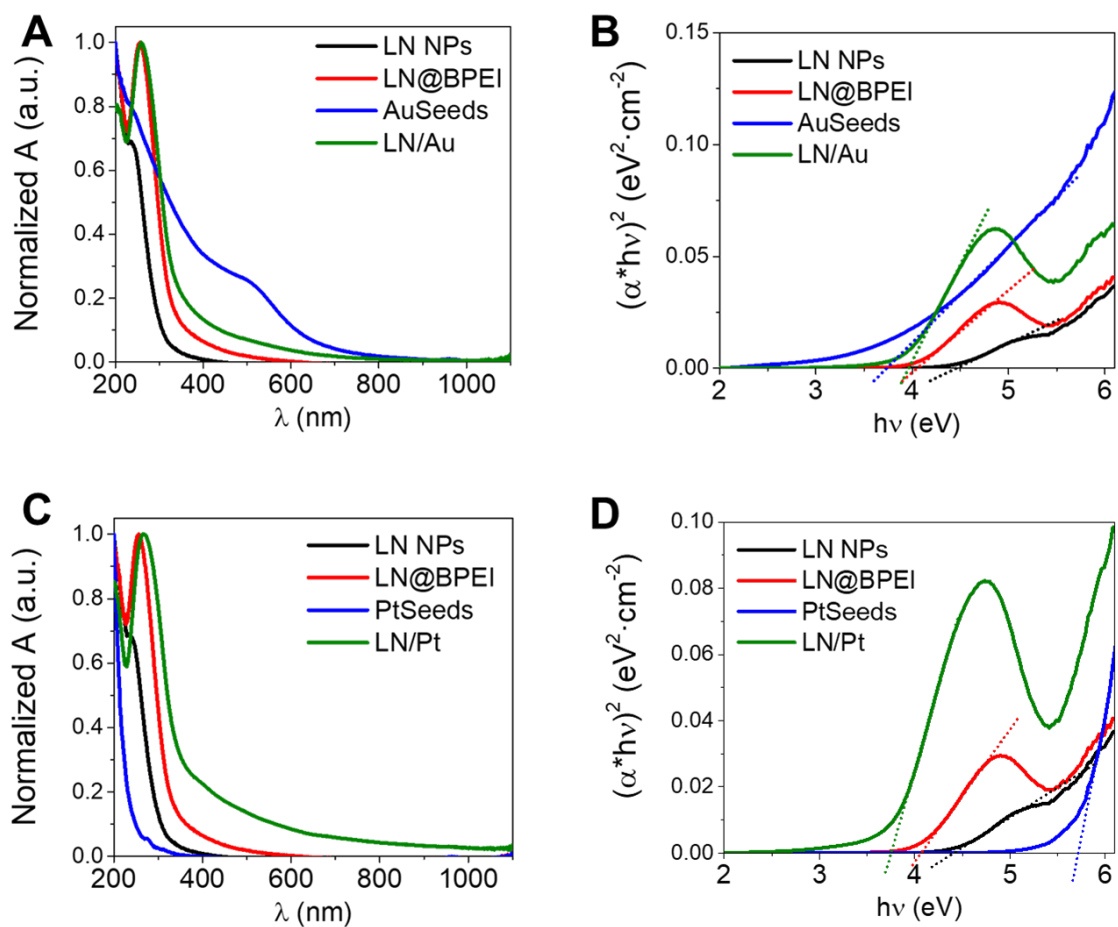 A
Normalized A (a.u.)
1.0
0.8
0.6
0.4
0.2
0.0
LN NPs
LN@BPEI
AuSeeds
LN/Au
200 400 600 800 1000
λ (nm)
B
(α*hν)² (eV²·cm⁻²)
0.15
0.10
0.05
0.00
LN NPs
LN@BPEI
AuSeeds
LN/Au
2 3 4 5 6
hν (eV)
C
Normalized A (a.u.)
1.0
0.8
0.6
0.4
0.2
0.0
LN NPs
LN@BPEI
PtSeeds
LN/Pt
200 400 600 800 1000
λ (nm)
D
(α*hν)² (eV²·cm⁻²)
0.10
0.08
0.06
0.04
0.02
0.00
LN NPs
LN@BPEI
PtSeeds
LN/Pt
2 3 4 5 6
hν (eV)